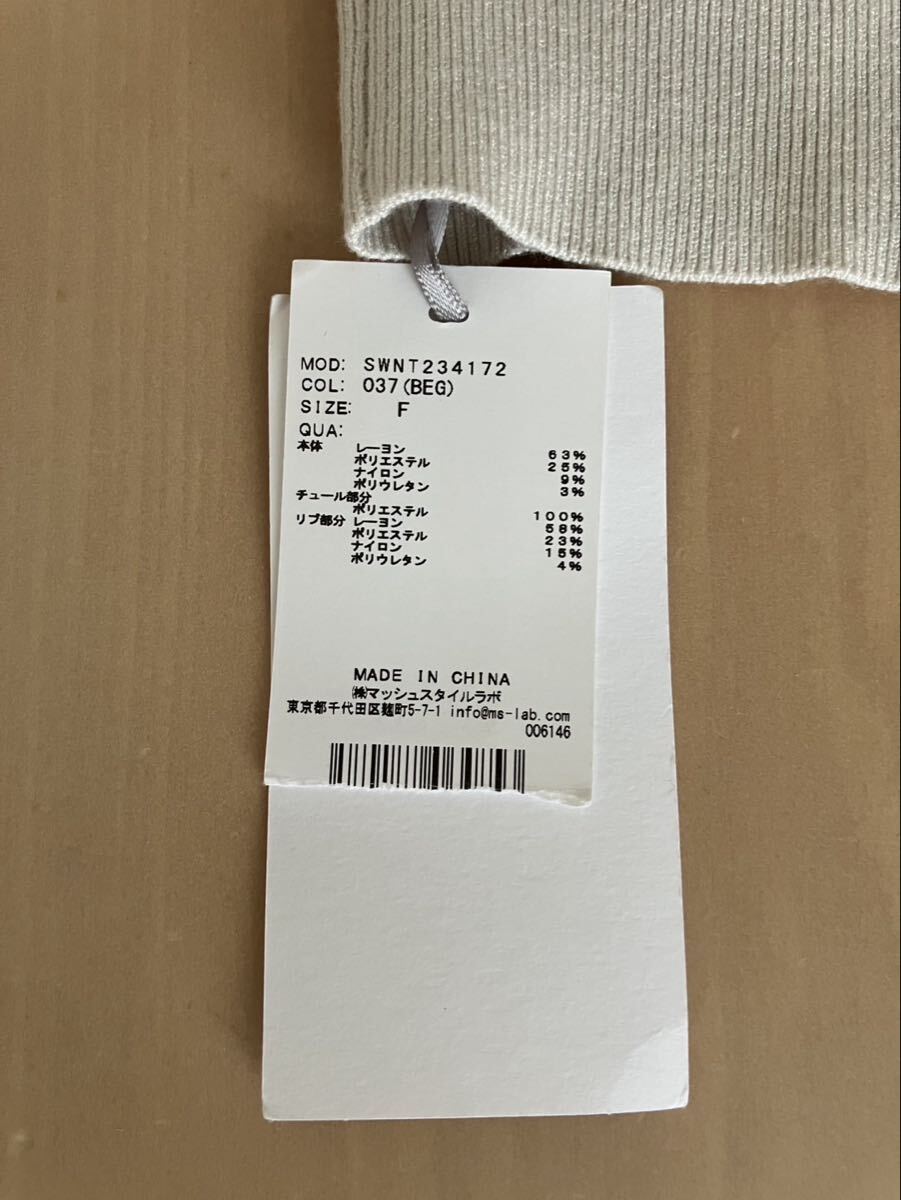 MOD: SWNT234172
COL: 037(BEG)
SIZE: F
QUA:
本体 レーヨン 63%
ポリエステル 25%
ナイロン 9%
ポリウレタン 3%
チュール部分
ポリエステル 100%
リブ部分 レーヨン 58%
ポリエステル 23%
ナイロン 15%
ポリウレタン 4%
MADE IN CHINA
㈱マッシュスタイルラボ
東京都千代田区麹町5-7-1 info@ms-lab.com
006146